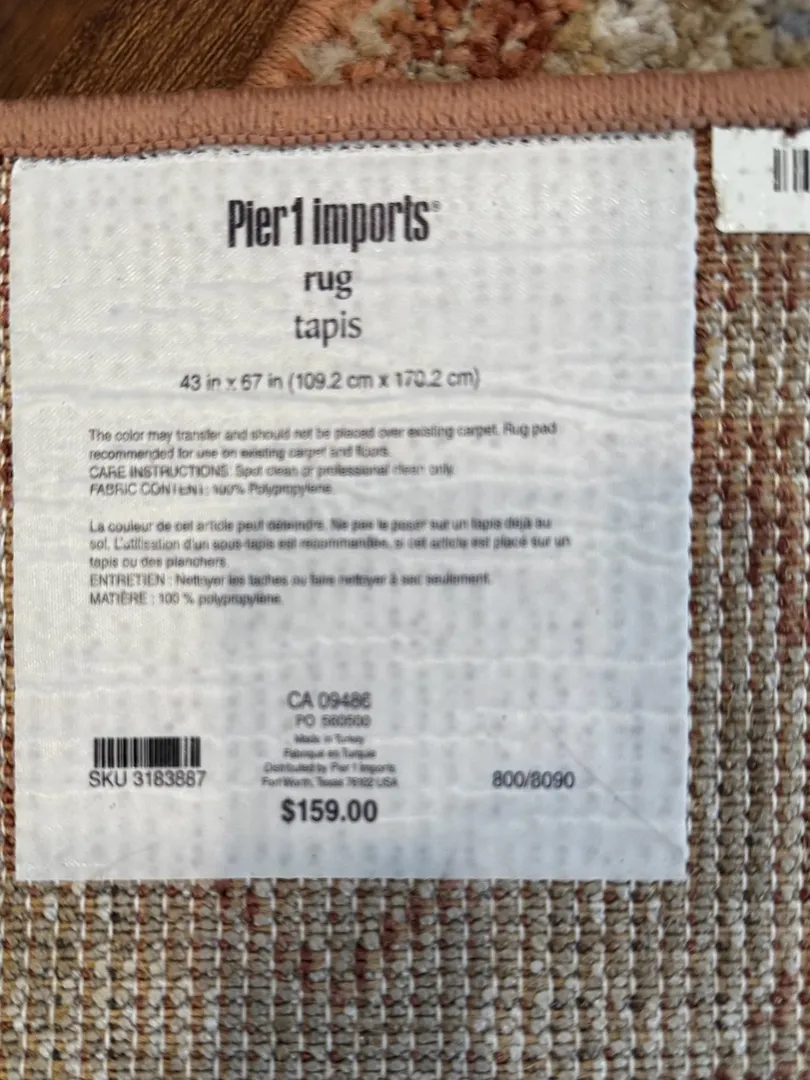 Pier 1 imports®
rug
tapis
43 in x 67 in (109.2 cm x 170.2 cm)
The color may transfer and should not be placed over existing carpet. Rug pad
recommended for use on existing carpet and floors.
CARE INSTRUCTIONS: Spot clean or professional clean only.
FABRIC CONTENT: 100% Polypropylene.
La couleur de cet article peut déteindre. Ne pas le poser sur un tapis déjà au
sol. L'utilisation d'un sous-tapis est recommandée, si cet article est placé sur un
tapis ou des planchers.
ENTRETIEN : Nettoyer les taches ou faire nettoyer à sec seulement.
MATIÈRE : 100 % polypropylène.
CA 09486
PO 560500
Made in Turkey
Fabriqué en Turquie
Distributed by Pier 1 Imports
Fort Worth, Texas 76102 USA
SKU 3183887
800/8090
$159.00